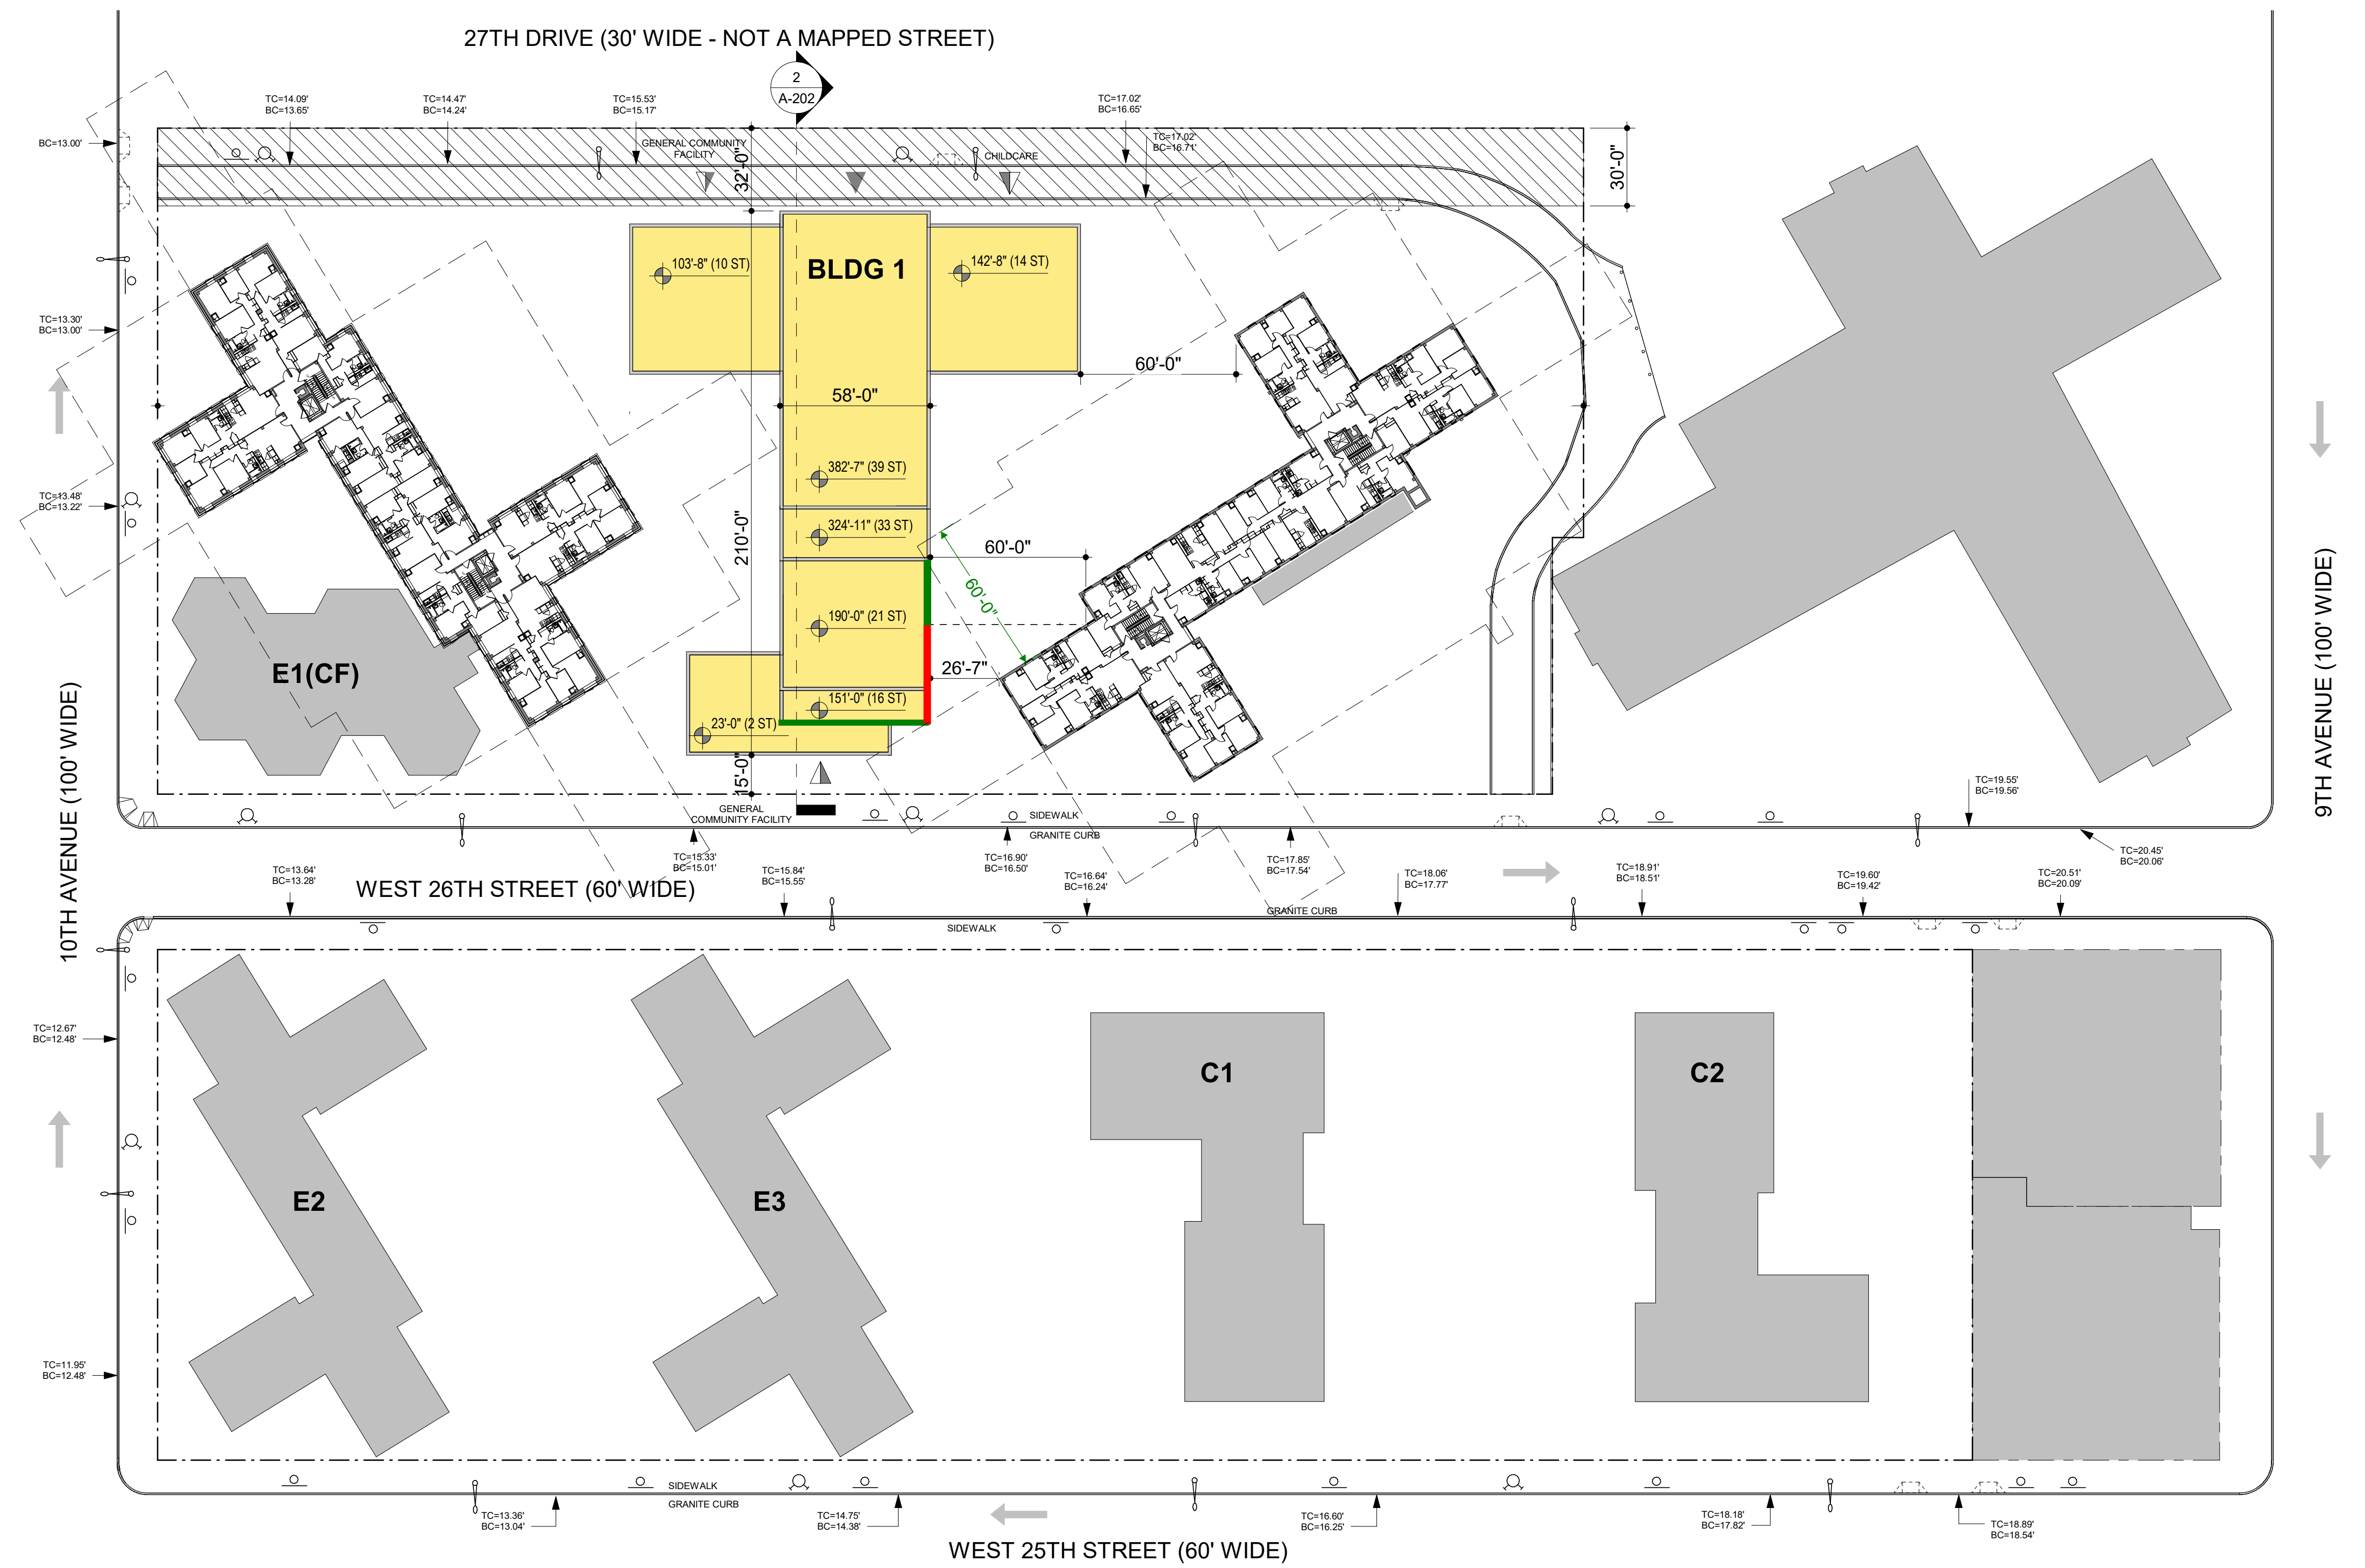 27TH DRIVE (30' WIDE - NOT A MAPPED STREET)
2
A-202
TC=14.09'
BC=13.65'
TC=14.47'
BC=14.24'
TC=15.53'
BC=15.17'
TC=17.02'
BC=16.65'
TC=17.02'
BC=16.71'
BC=13.00'
GENERAL COMMUNITY
FACILITY
CHILDCARE
32'-0"
30'-0"
103'-8" (10 ST)
BLDG 1
142'-8" (14 ST)
TC=13.30'
BC=13.00'
60'-0"
58'-0"
382'-7" (39 ST)
TC=13.48'
BC=13.22'
324'-11" (33 ST)
210'-0"
60'-0"
60'-0"
190'-0" (21 ST)
E1(CF)
26'-7"
151'-0" (16 ST)
23'-0" (2 ST)
15'-0"
10TH AVENUE (100' WIDE)
9TH AVENUE (100' WIDE)
TC=19.55'
BC=19.56'
GENERAL
COMMUNITY FACILITY
SIDEWALK
GRANITE CURB
TC=15.33'
BC=15.01'
TC=16.90'
BC=16.50'
TC=17.85'
BC=17.54'
TC=20.45'
BC=20.06'
TC=13.64'
BC=13.28'
WEST 26TH STREET (60' WIDE)
TC=15.84'
BC=15.55'
TC=16.64'
BC=16.24'
TC=18.06'
BC=17.77'
TC=18.91'
BC=18.51'
TC=19.60'
BC=19.42'
TC=20.51'
BC=20.09'
GRANITE CURB
SIDEWALK
TC=12.67'
BC=12.48'
C1
C2
E2
E3
TC=11.95'
BC=12.48'
SIDEWALK
GRANITE CURB
TC=13.36'
BC=13.04'
TC=14.75'
BC=14.38'
TC=16.60'
BC=16.25'
TC=18.18'
BC=17.82'
TC=18.89'
BC=18.54'
WEST 25TH STREET (60' WIDE)